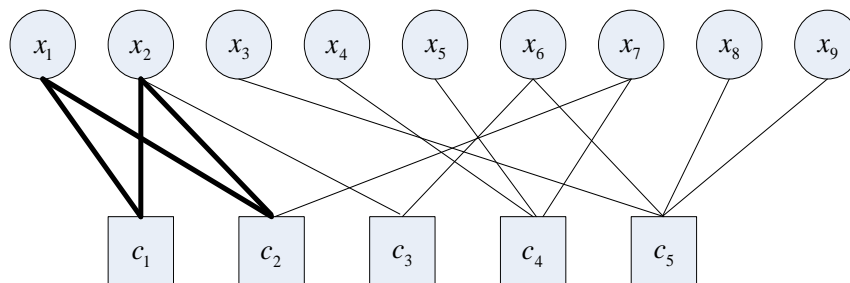 x₁ x₂ x₃ x₄ x₅ x₆ x₇ x₈ x₉
c₁ c₂ c₃ c₄ c₅